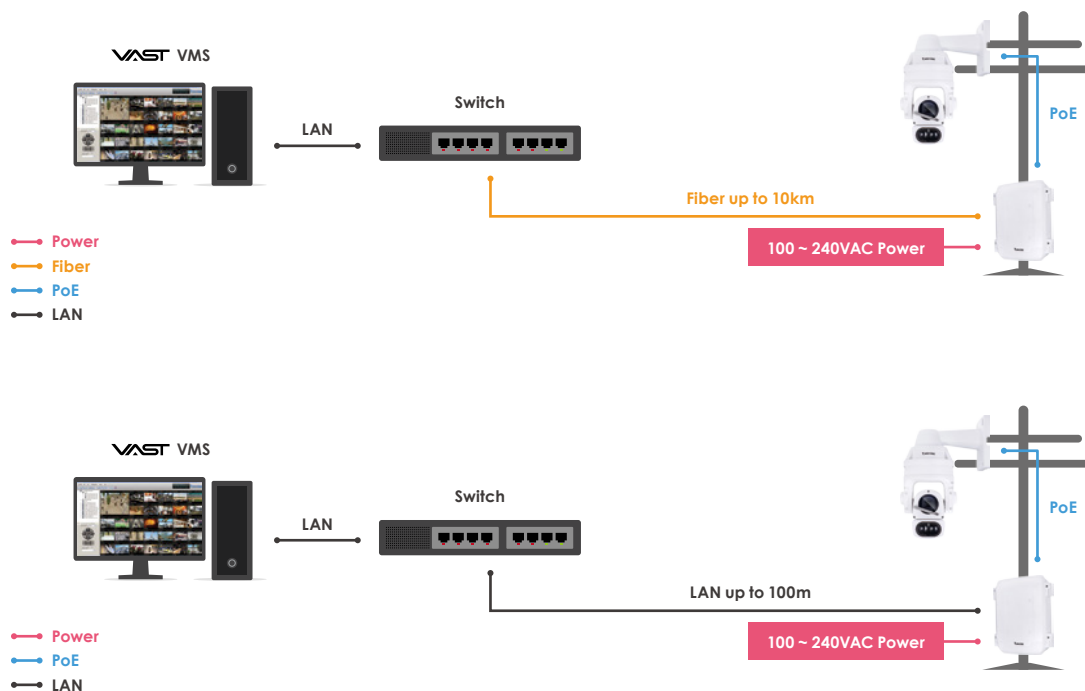 VAST VMS
Switch
LAN
PoE
Fiber up to 10km
100 ~ 240VAC Power
Power
Fiber
PoE
LAN
VAST VMS
Switch
LAN
PoE
LAN up to 100m
100 ~ 240VAC Power
Power
PoE
LAN